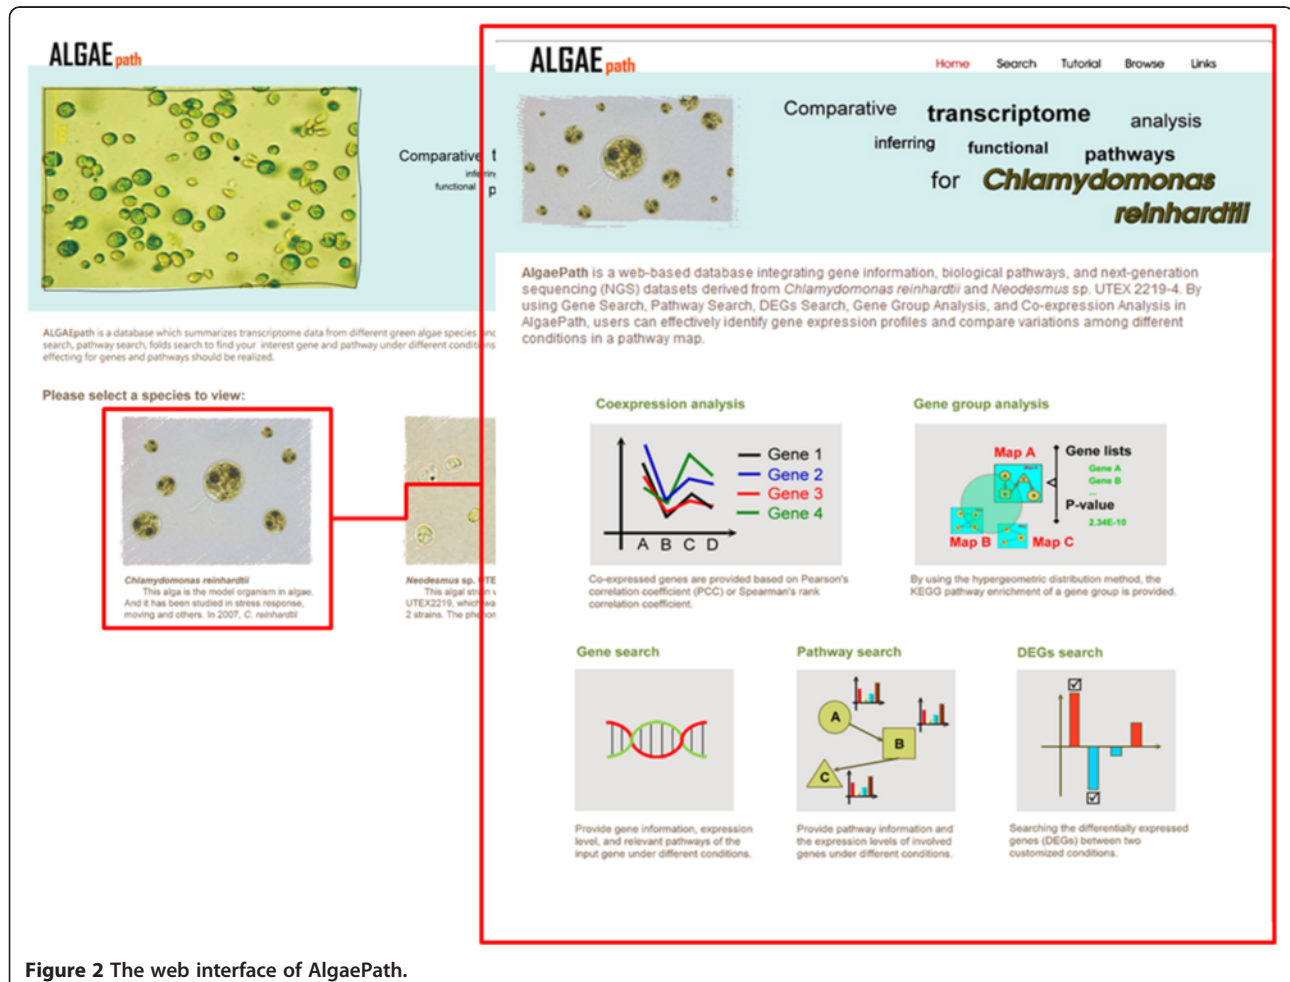 ALGAE path
Comparative t
inferrin
functional p
ALGAEpath is a database which summarizes transcriptome data from different green algae species
search, pathway search, folds search to find your interest gene and pathway under different conditions
effecting for genes and pathways should be realized.
Please select a species to view:
Chlamydomonas reinhardtii
This alga is the model organism in algae.
And it has been studied in stress response,
moving and others. In 2007, C. reinhardtii
Neodesmus sp. UTE
This algal strain
UTEX2219, which wa
2 strains. The phenom
ALGAE path
Home Search Tutorial Browse Links
Comparative transcriptome analysis
inferring functional pathways
for Chlamydomonas
reinhardtii
AlgaePath is a web-based database integrating gene information, biological pathways, and next-generation
sequencing (NGS) datasets derived from Chlamydomonas reinhardtii and Neodesmus sp. UTEX 2219-4. By
using Gene Search, Pathway Search, DEGs Search, Gene Group Analysis, and Co-expression Analysis in
AlgaePath, users can effectively identify gene expression profiles and compare variations among different
conditions in a pathway map.
Coexpression analysis
Gene 1
Gene 2
Gene 3
Gene 4
A B C D
Co-expressed genes are provided based on Pearson's
correlation coefficient (PCC) or Spearman's rank
correlation coefficient.
Gene group analysis
Map A
Map B
Map C
Gene lists
Gene A
Gene B
...
P-value
2.34E-10
By using the hypergeometric distribution method, the
KEGG pathway enrichment of a gene group is provided.
Gene search
Provide gene information, expression
level, and relevant pathways of the
input gene under different conditions.
Pathway search
A
B
C
Provide pathway information and
the expression levels of involved
genes under different conditions.
DEGs search
Searching the differentially expressed
genes (DEGs) between two
customized conditions.
Figure 2 The web interface of AlgaePath.